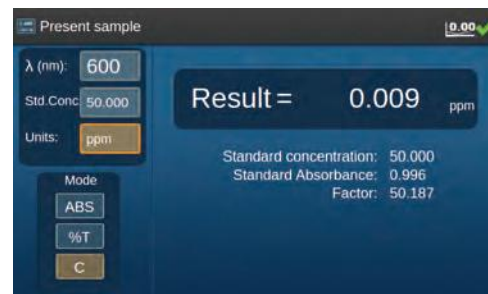 Present sample
0.00
λ (nm): 600
Std.Conc 50.000
Units: ppm
Mode
ABS
%T
C
Result = 0.009 ppm
Standard concentration: 50.000
Standard Absorbance: 0.996
Factor: 50.187